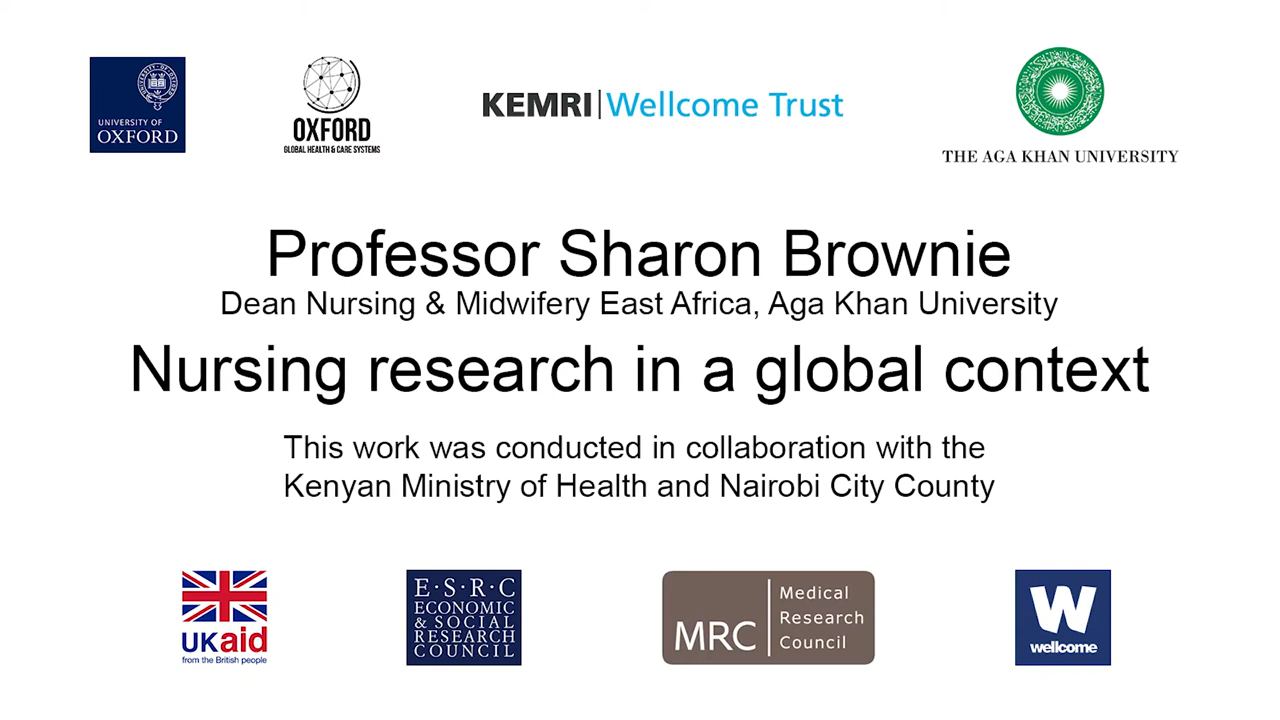 UNIVERSITY OF
OXFORD
OXFORD
GLOBAL HEALTH & CARE SYSTEMS
KEMRI|Wellcome Trust
THE AGA KHAN UNIVERSITY
Professor Sharon Brownie
Dean Nursing & Midwifery East Africa, Aga Khan University
Nursing research in a global context
This work was conducted in collaboration with the
Kenyan Ministry of Health and Nairobi City County
UKaid
from the British people
E·S·R·C
ECONOMIC
& SOCIAL
RESEARCH
COUNCIL
MRC
Medical
Research
Council
W
wellcome